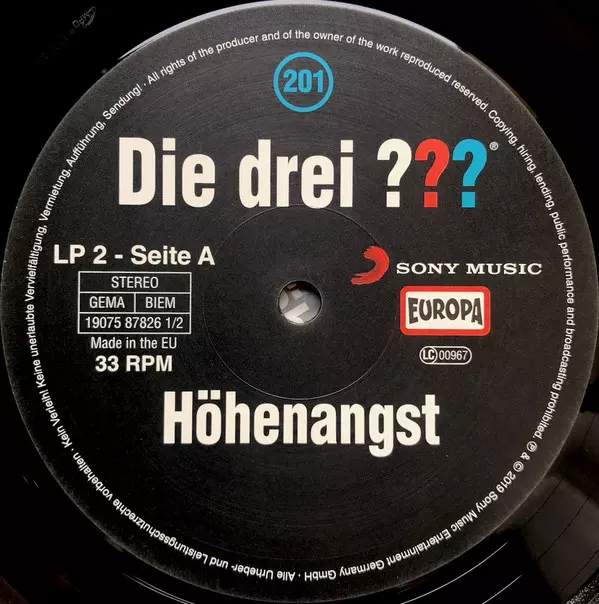 201
Die drei ???®
LP 2 - Seite A
STEREO
GEMA BIEM
19075 87826 1/2
Made in the EU
33 RPM
SONY MUSIC
EUROPA
LC 00967
Höhenangst
· All rights of the producer and of the owner of the work reproduced reserved. Copying, hiring, lending, public performance and broadcasting prohibited. ℗ & © 2019 Sony Music Entertainment Germany GmbH · Alle Urheber- und Leistungsschutzrechte vorbehalten · Kein Verleih! Keine unerlaubte Vervielfältigung, Vermietung, Aufführung, Sendung!